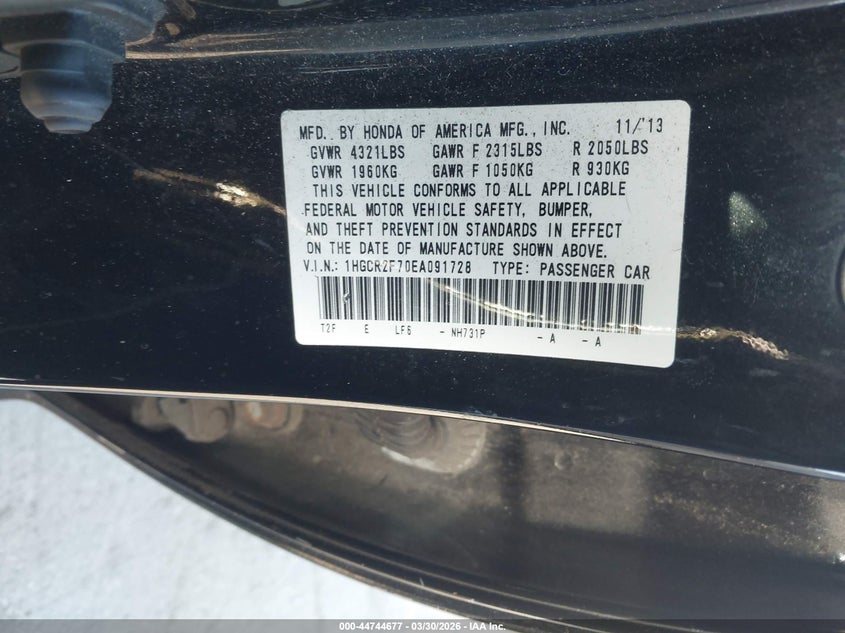 MFD. BY HONDA OF AMERICA MFG., INC. 11/'13
GVWR 4321LBS GAWR F 2315LBS R 2050LBS
GVWR 1960KG GAWR F 1050KG R 930KG
THIS VEHICLE CONFORMS TO ALL APPLICABLE
FEDERAL MOTOR VEHICLE SAFETY, BUMPER,
AND THEFT PREVENTION STANDARDS IN EFFECT
ON THE DATE OF MANUFACTURE SHOWN ABOVE.
V.I.N.: 1HGCR2F70EA091728 TYPE: PASSENGER CAR
T2F E LF6 - NH731P - A - A
000-44744677 - 03/30/2026 - IAA Inc.